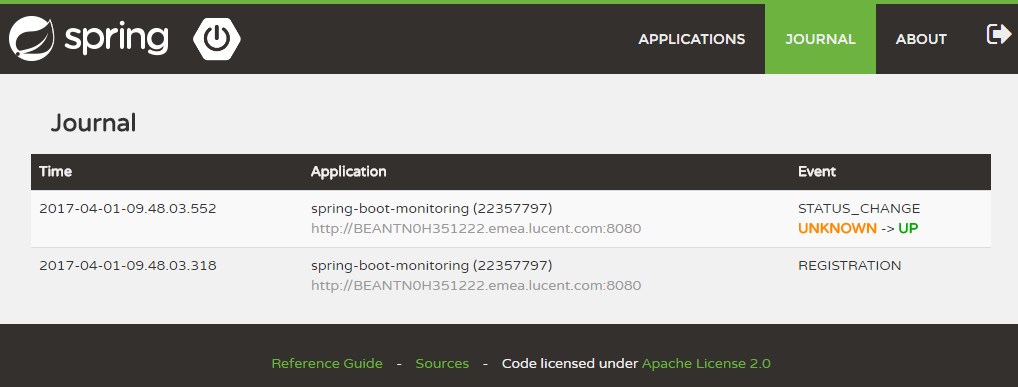 spring APPLICATIONS JOURNAL ABOUT
Journal
Time Application Event
2017-04-01-09.48.03.552 spring-boot-monitoring (22357797) STATUS_CHANGE
http://BEANTN0H351222.emea.lucent.com:8080 UNKNOWN -> UP
2017-04-01-09.48.03.318 spring-boot-monitoring (22357797) REGISTRATION
http://BEANTN0H351222.emea.lucent.com:8080
Reference Guide - Sources - Code licensed under Apache License 2.0